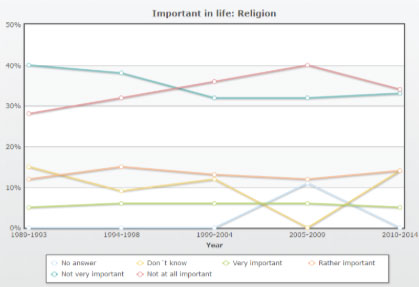 Important in life: Religion
50%
40%
30%
20%
10%
0%
1989-1993 1994-1998 1999-2004 2005-2009 2010-2014
Year
No answer Don´t know Very important Rather important
Not very important Not at all important